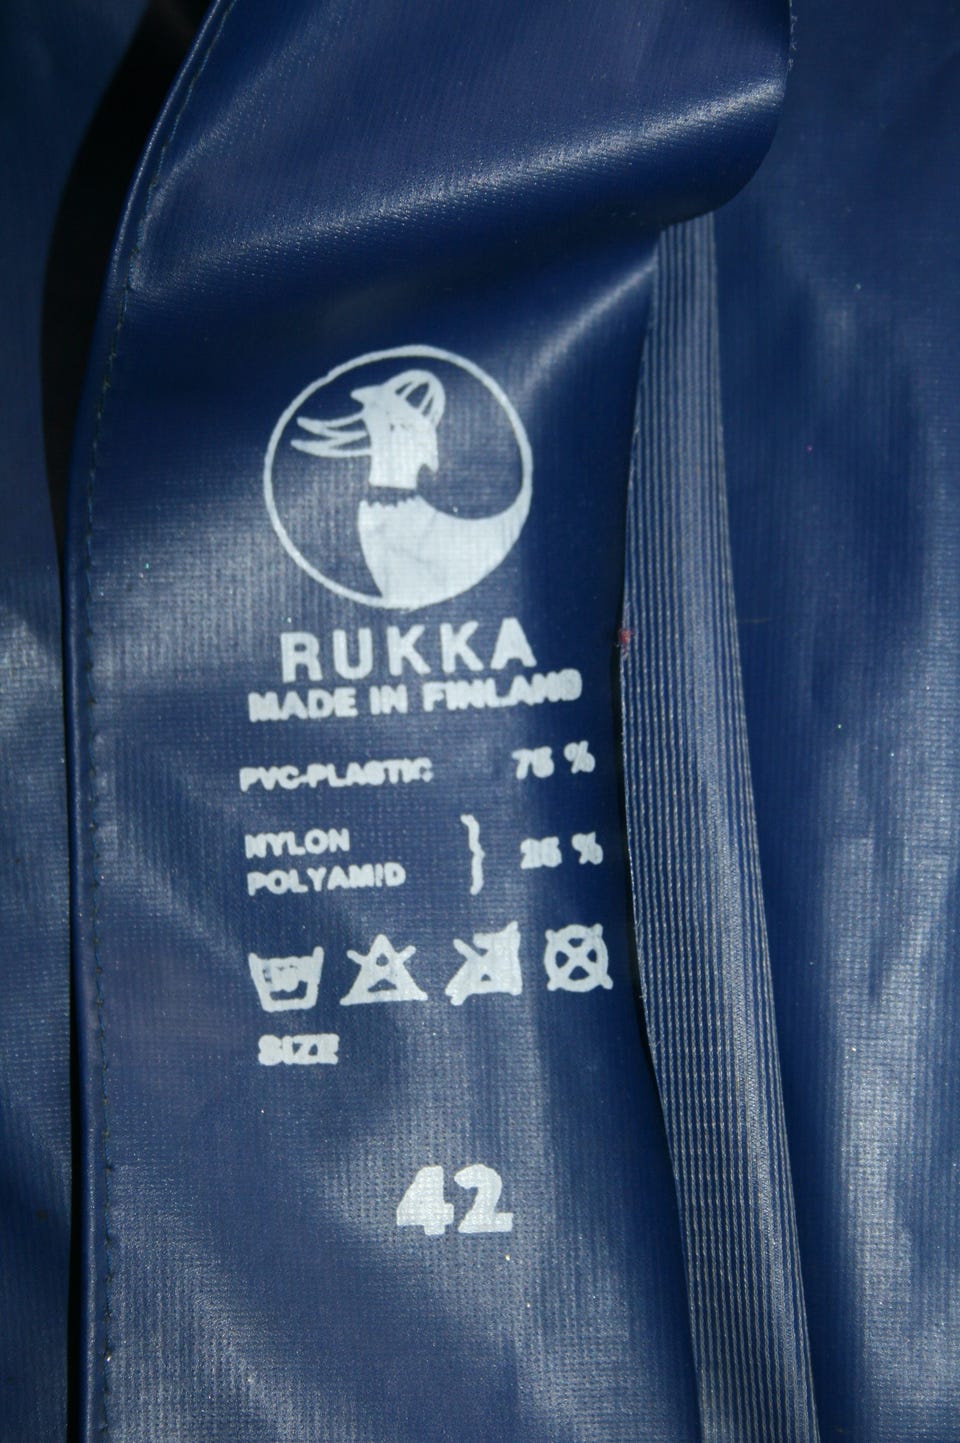 RUKKA
MADE IN FINLAND
PVC-PLASTIC 75 %
NYLON
POLYAMID } 25 %
SIZE
42